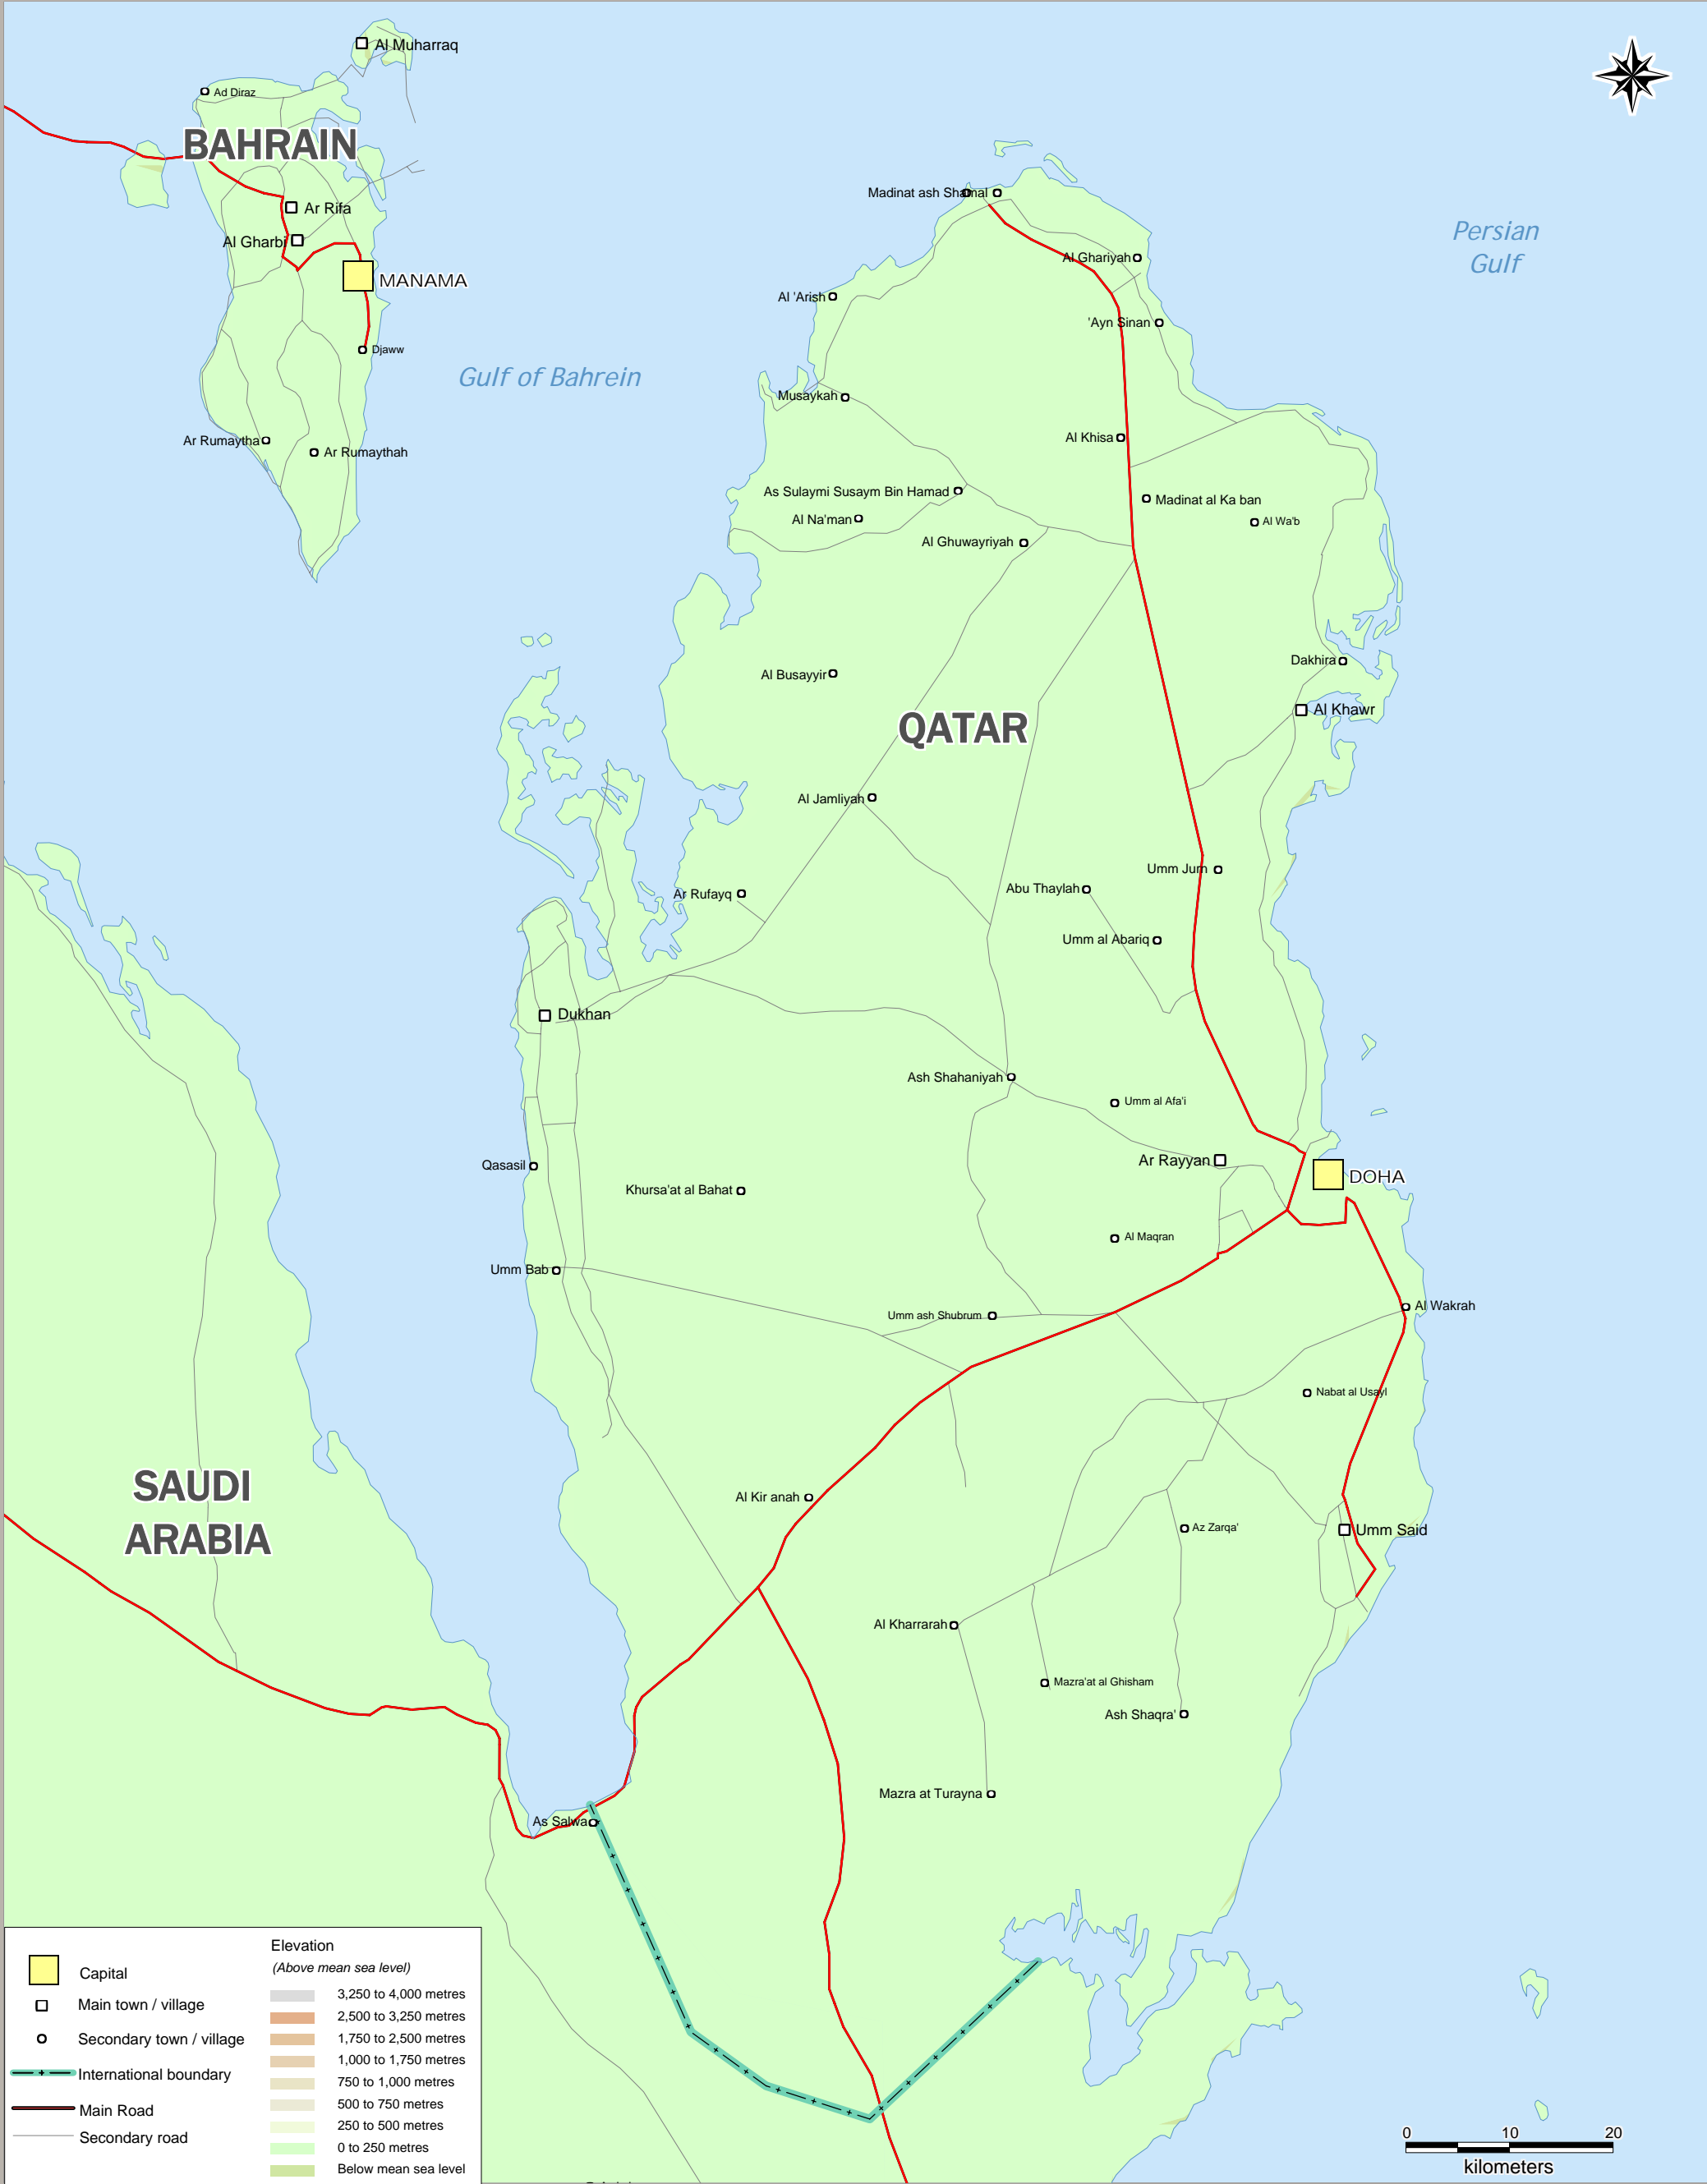 Al Muharraq
Ad Diraz
BAHRAIN
Madinat ash Shamal
Ar Rifa
Persian
Gulf
Al Gharbi
Al Ghariyah
MANAMA
Al 'Arish
'Ayn Sinan
Djaww
Gulf of Bahrein
Musaykah
Al Khisa
Ar Rumaytha
Ar Rumaythah
As Sulaymi Susaym Bin Hamad
Madinat al Ka ban
Al Na'man
Al Wa'b
Al Ghuwayriyah
Dakhira
Al Busayyir
Al Khawr
QATAR
Al Jamliyah
Umm Jurn
Abu Thaylah
Ar Rufayq
Umm al Abariq
Dukhan
Ash Shahaniyah
Umm al Afa'i
Ar Rayyan
Qasasil
DOHA
Khursa'at al Bahat
Al Maqran
Umm Bab
Al Wakrah
Umm ash Shubrum
Nabat al Usayl
SAUDI
ARABIA
Al Kir anah
Az Zarqa'
Umm Said
Al Kharrarah
Mazra'at al Ghisham
Ash Shaqra'
Mazra at Turayna
As Salwa
Capital
Main town / village
Secondary town / village
International boundary
Main Road
Secondary road
Elevation
(Above mean sea level)
3,250 to 4,000 metres
2,500 to 3,250 metres
1,750 to 2,500 metres
1,000 to 1,750 metres
750 to 1,000 metres
500 to 750 metres
250 to 500 metres
0 to 250 metres
Below mean sea level
0 10 20
kilometers